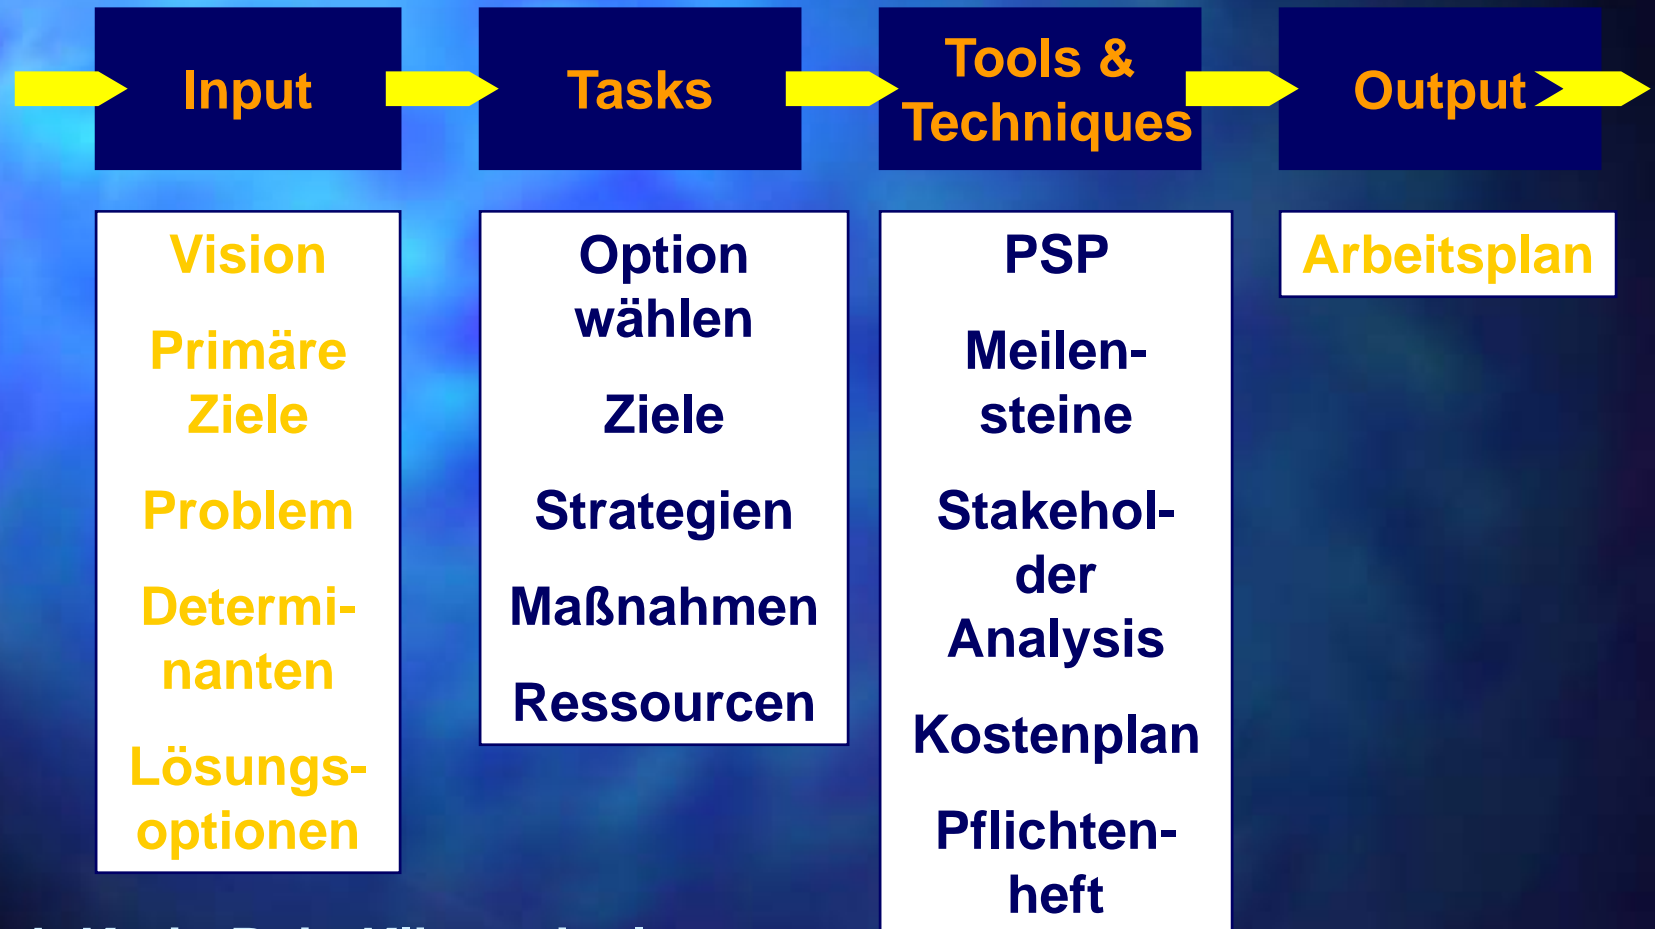 Input
Tasks
Tools &
Techniques
Output
Vision
Primäre
Ziele
Problem
Determi-
nanten
Lösungs-
optionen
Option
wählen
Ziele
Strategien
Maßnahmen
Ressourcen
PSP
Meilen-
steine
Stakehol-
der
Analysis
Kostenplan
Pflichten-
heft
Arbeitsplan